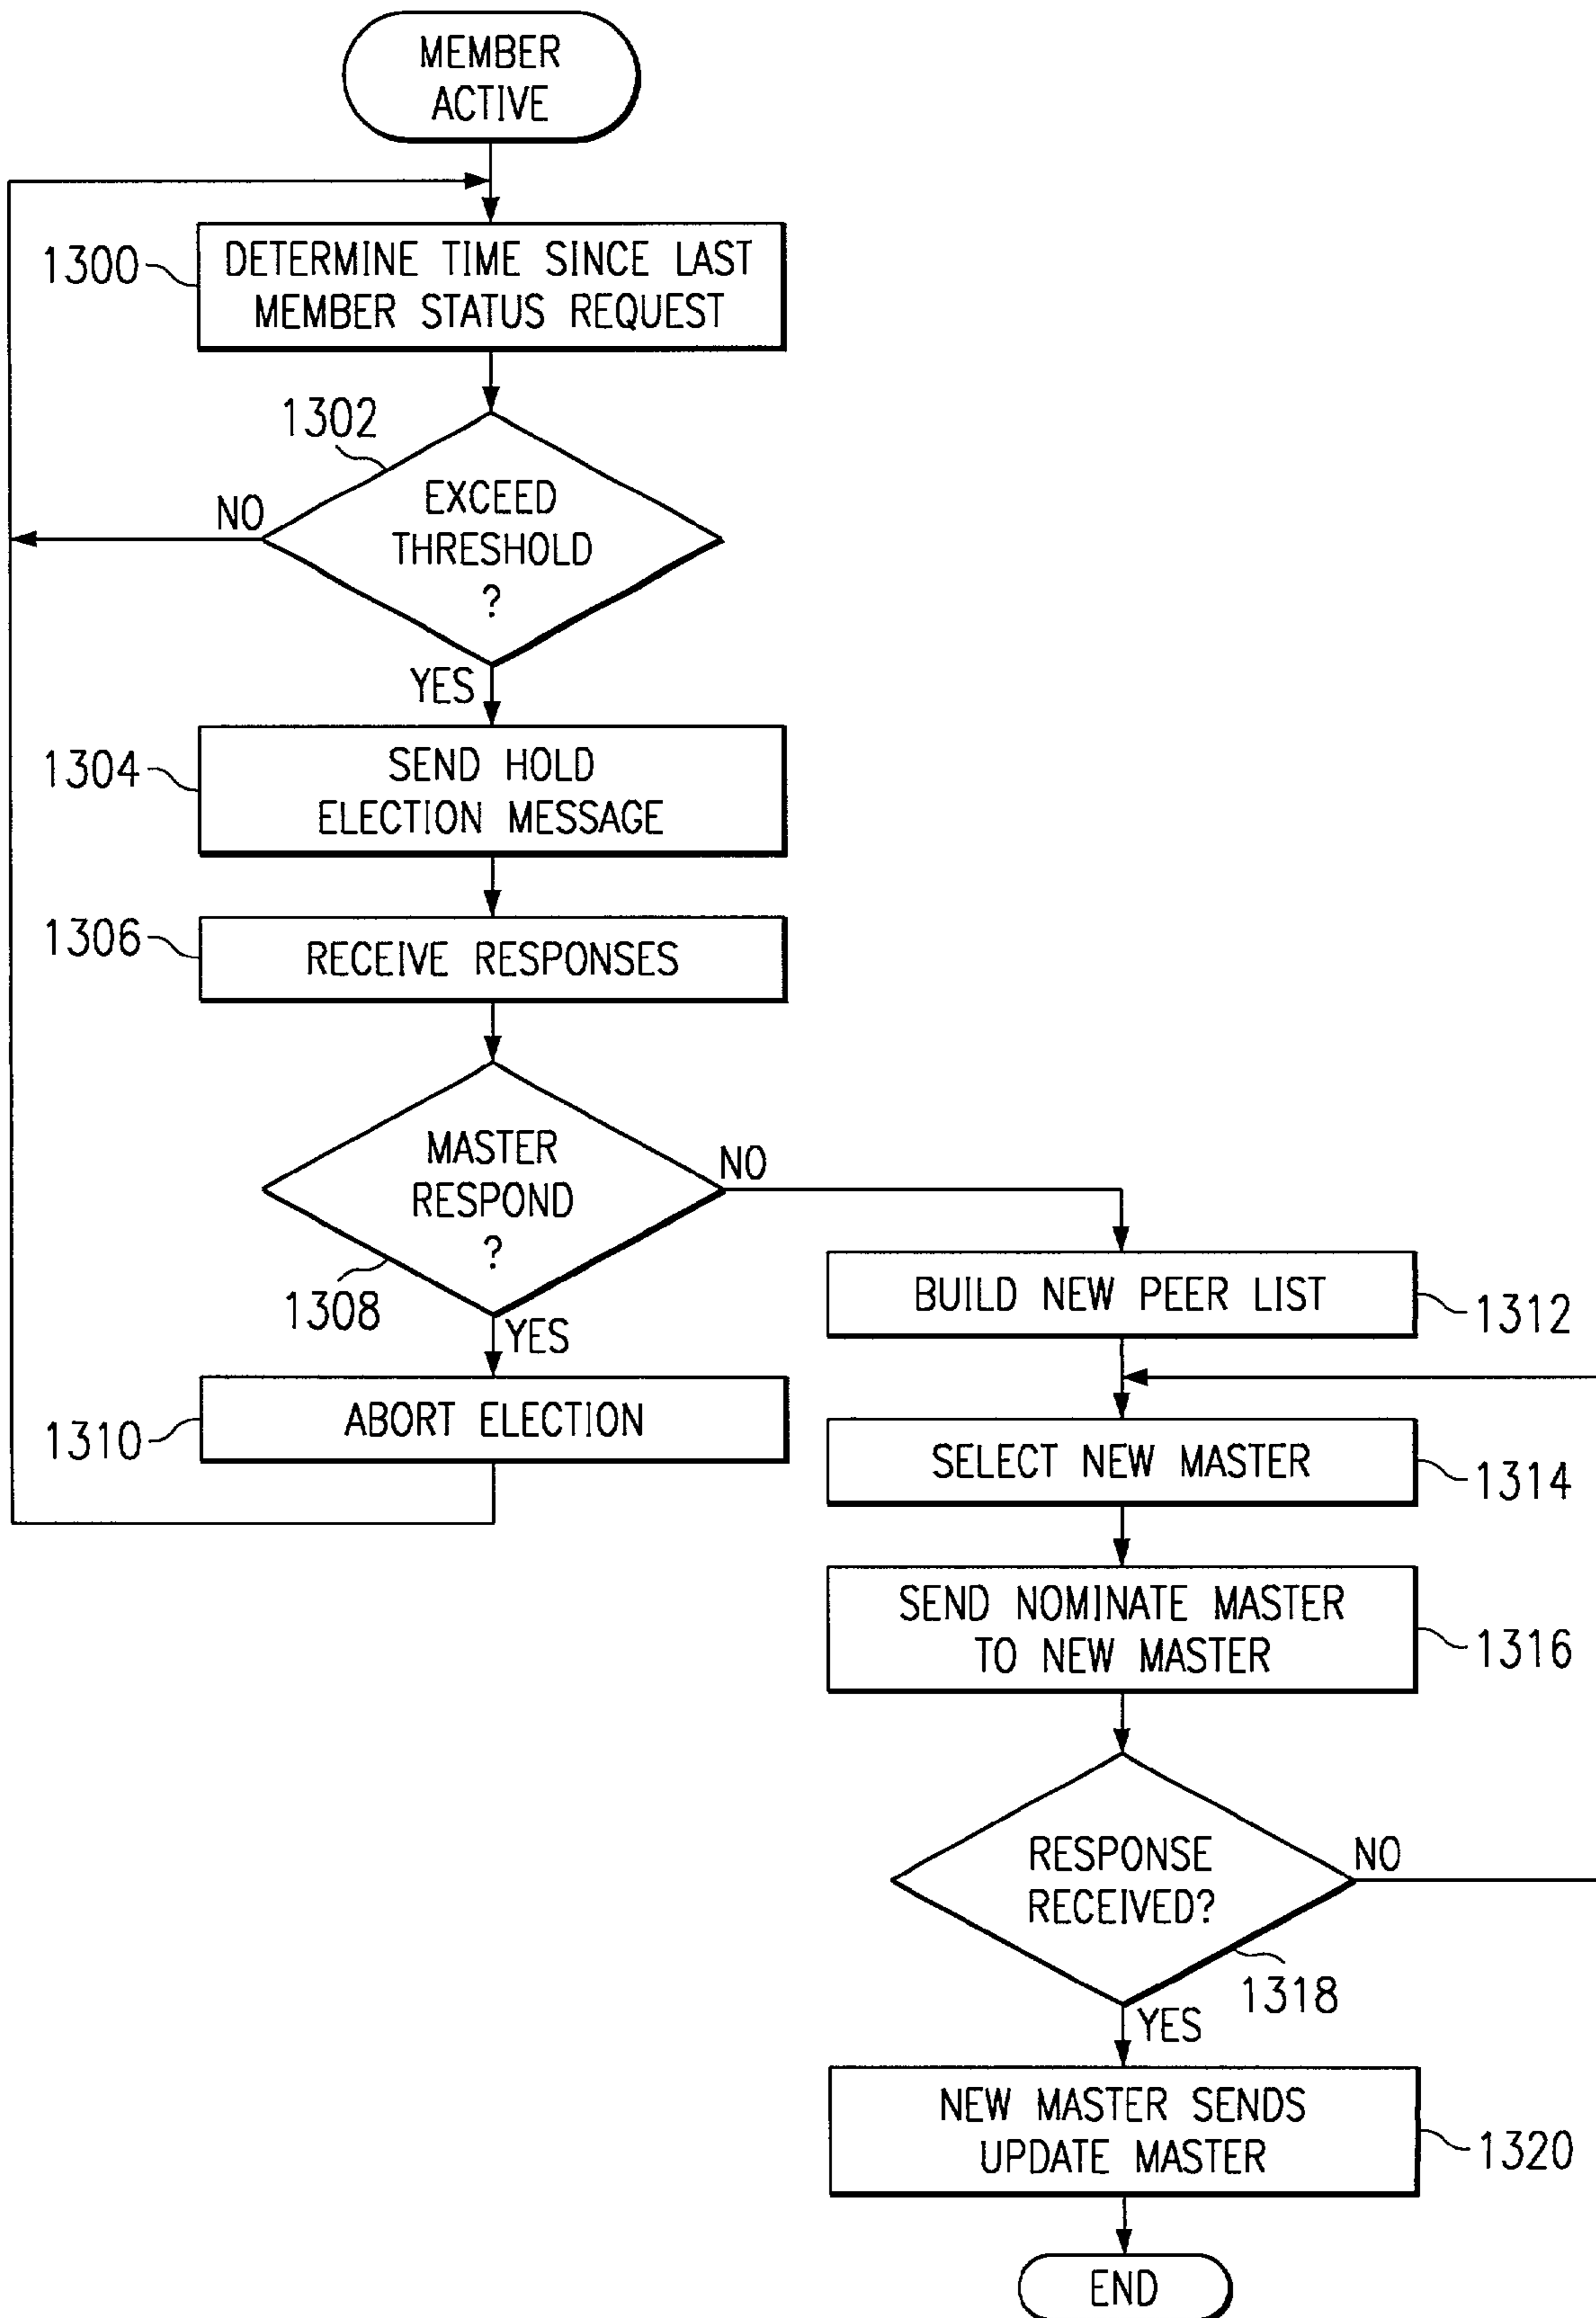 MEMBER
ACTIVE
1300
DETERMINE TIME SINCE LAST
MEMBER STATUS REQUEST
1302
EXCEED
THRESHOLD
?
NO
YES
1304
SEND HOLD
ELECTION MESSAGE
1306
RECEIVE RESPONSES
MASTER
RESPOND
?
NO
1308
YES
1310
ABORT ELECTION
BUILD NEW PEER LIST
1312
SELECT NEW MASTER
1314
SEND NOMINATE MASTER
TO NEW MASTER
1316
RESPONSE
RECEIVED?
NO
1318
YES
NEW MASTER SENDS
UPDATE MASTER
1320
END